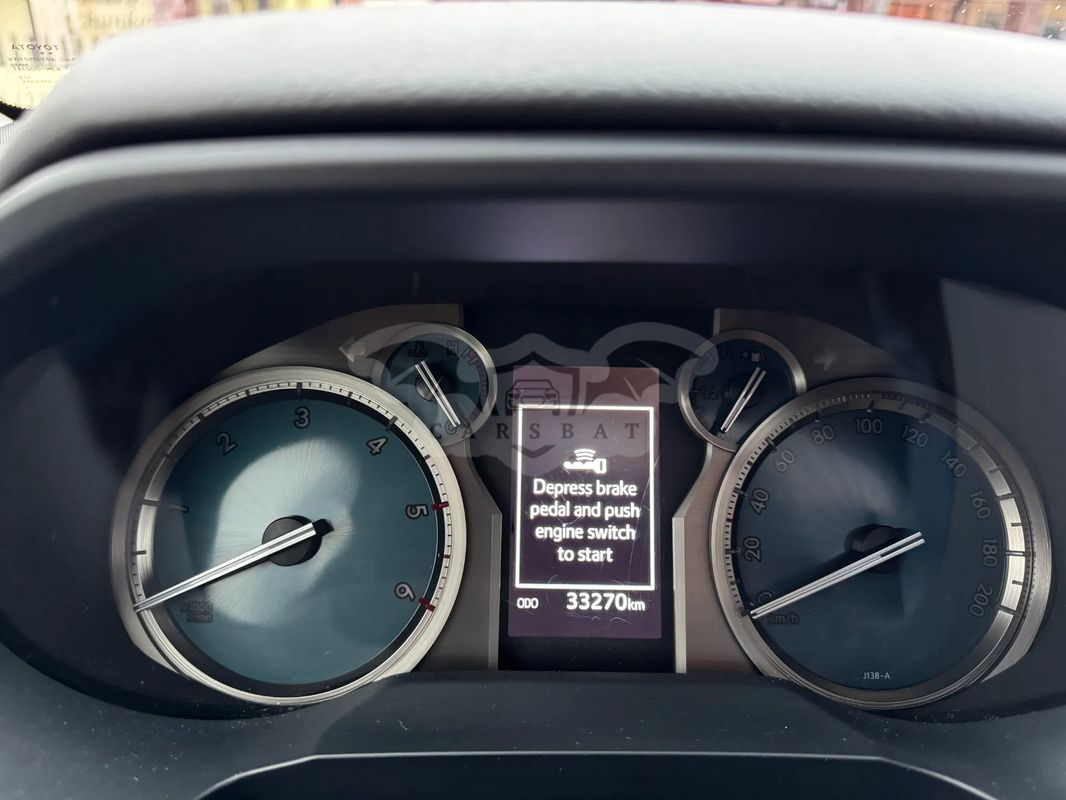 ATOYOT
H
C
1/2
CARSBAT
1
2
3
4
5
6
x1000
r/min
Depress brake
pedal and push
engine switch
to start
ODO 33270km
0
20
40
60
80
100
120
140
160
180
200
km/h
J138-A